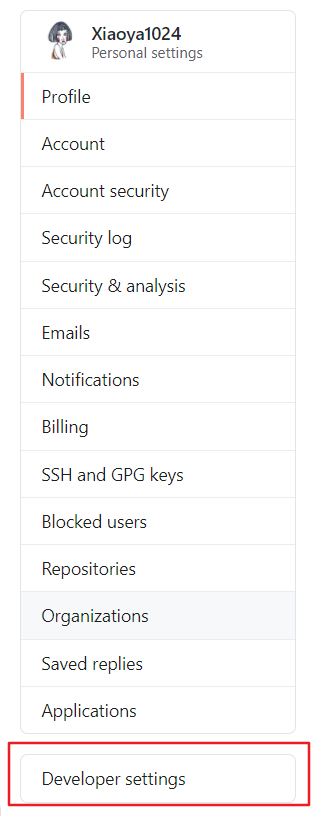 Xiaoya1024
Personal settings
Profile
Account
Account security
Security log
Security & analysis
Emails
Notifications
Billing
SSH and GPG keys
Blocked users
Repositories
Organizations
Saved replies
Applications
Developer settings